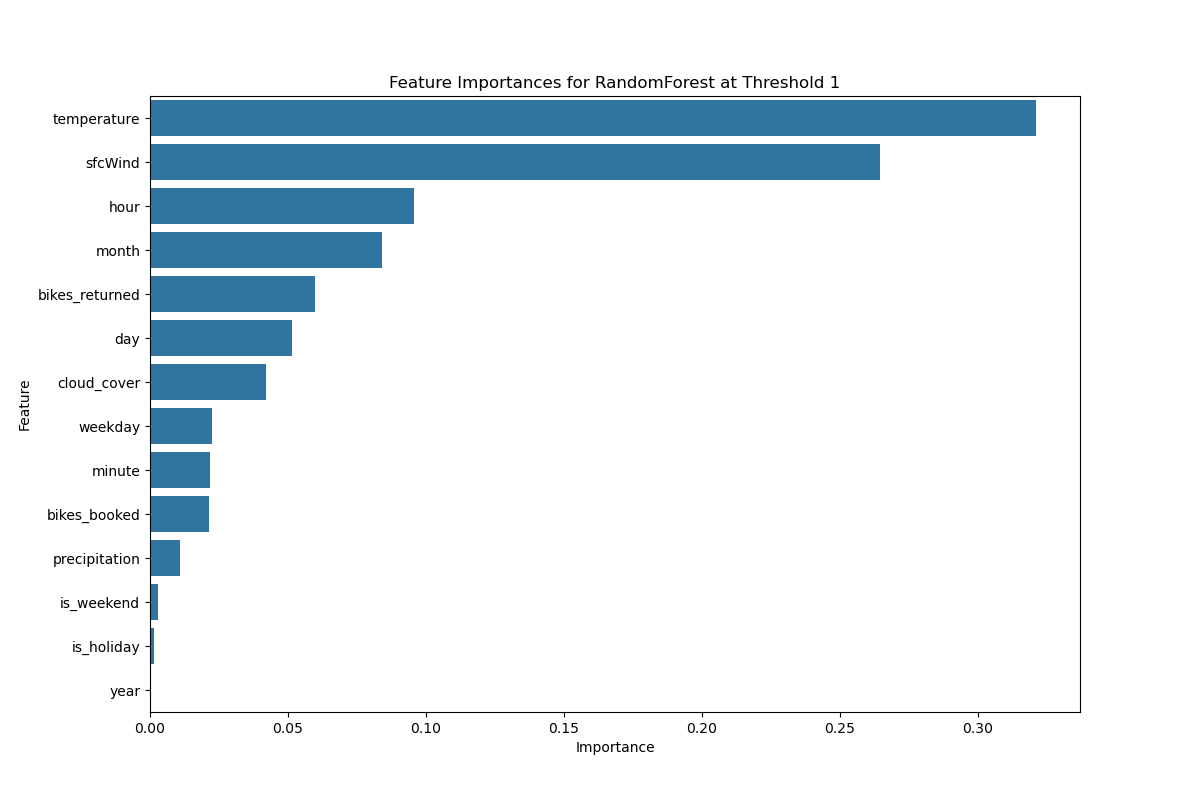 Feature Importances for RandomForest at Threshold 1
temperature
sfcWind
hour
month
bikes_returned
day
cloud_cover
weekday
minute
bikes_booked
precipitation
is_weekend
is_holiday
year
Feature
0.00 0.05 0.10 0.15 0.20 0.25 0.30
Importance